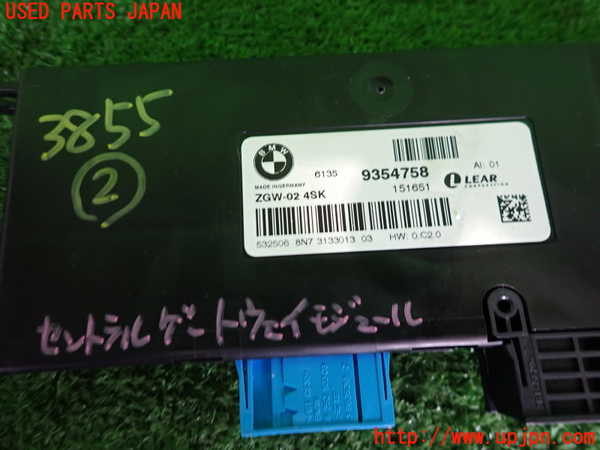 USED PARTS JAPAN
3855
2
BMW
6135 9354758 AI: 01
MADE IN GERMANY
ZGW-02 4SK 151651 LEAR
CORPORATION
532506 8N7 3133013 03 HW: 0.C2.0
セントラルゲートウェイモジュール
http://www.upjpn.com/